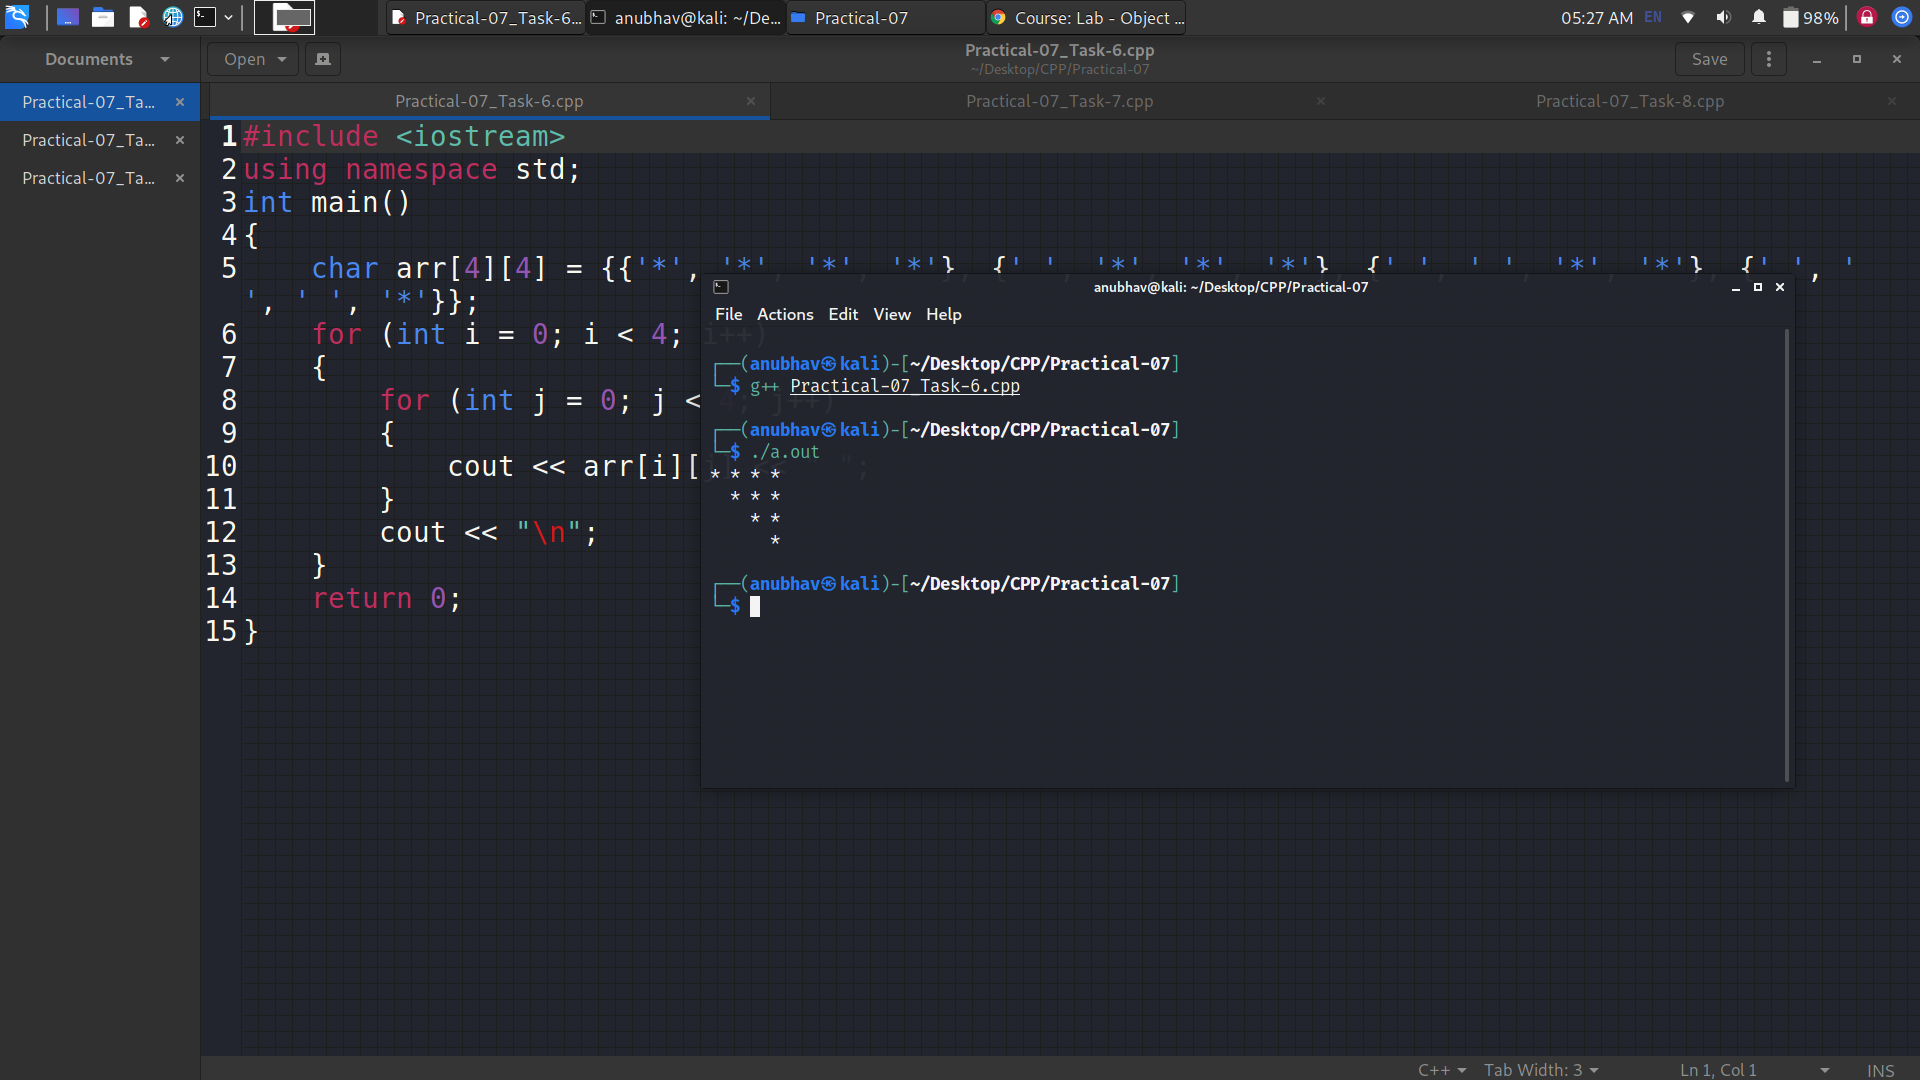 Practical-07_Task-6...
anubhav@kali: ~/De...
Practical-07
Course: Lab - Object ...
05:27 AM
EN
98%
Documents
Open
Practical-07_Task-6.cpp
~/Desktop/CPP/Practical-07
Save
Practical-07_Ta...
Practical-07_Ta...
Practical-07_Ta...
Practical-07_Task-6.cpp
Practical-07_Task-7.cpp
Practical-07_Task-8.cpp
1 #include <iostream>
2 using namespace std;
3 int main()
4 {
5     char arr[4][4] = {{'*', '*', '*', '*'}, {' ', '*', '*', '*'}, {' ', ' ', '*', '*'}, {' ', '
', ' ', '*'}};
6     for (int i = 0; i < 4; i++)
7     {
8         for (int j = 0; j < 4; j++)
9         {
10             cout << arr[i][j] << " ";
11         }
12         cout << "\n";
13     }
14     return 0;
15 }
anubhav@kali: ~/Desktop/CPP/Practical-07
File Actions Edit View Help
┌──(anubhav㉿kali)-[~/Desktop/CPP/Practical-07]
└─$ g++ Practical-07_Task-6.cpp
┌──(anubhav㉿kali)-[~/Desktop/CPP/Practical-07]
└─$ ./a.out
* * * *
  * * *
    * *
      *
┌──(anubhav㉿kali)-[~/Desktop/CPP/Practical-07]
└─$
C++
Tab Width: 3
Ln 1, Col 1
INS